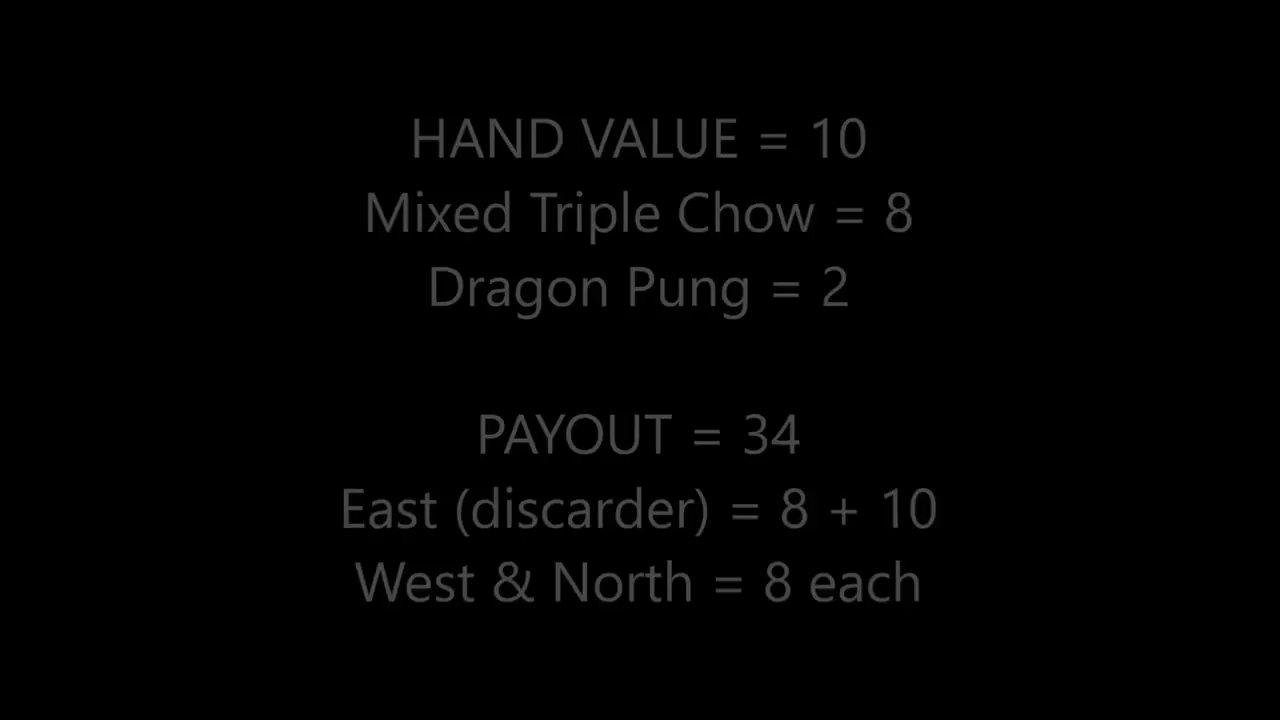 HAND VALUE = 10
Mixed Triple Chow = 8
Dragon Pung = 2
PAYOUT = 34
East (discarder) = 8 + 10
West & North = 8 each